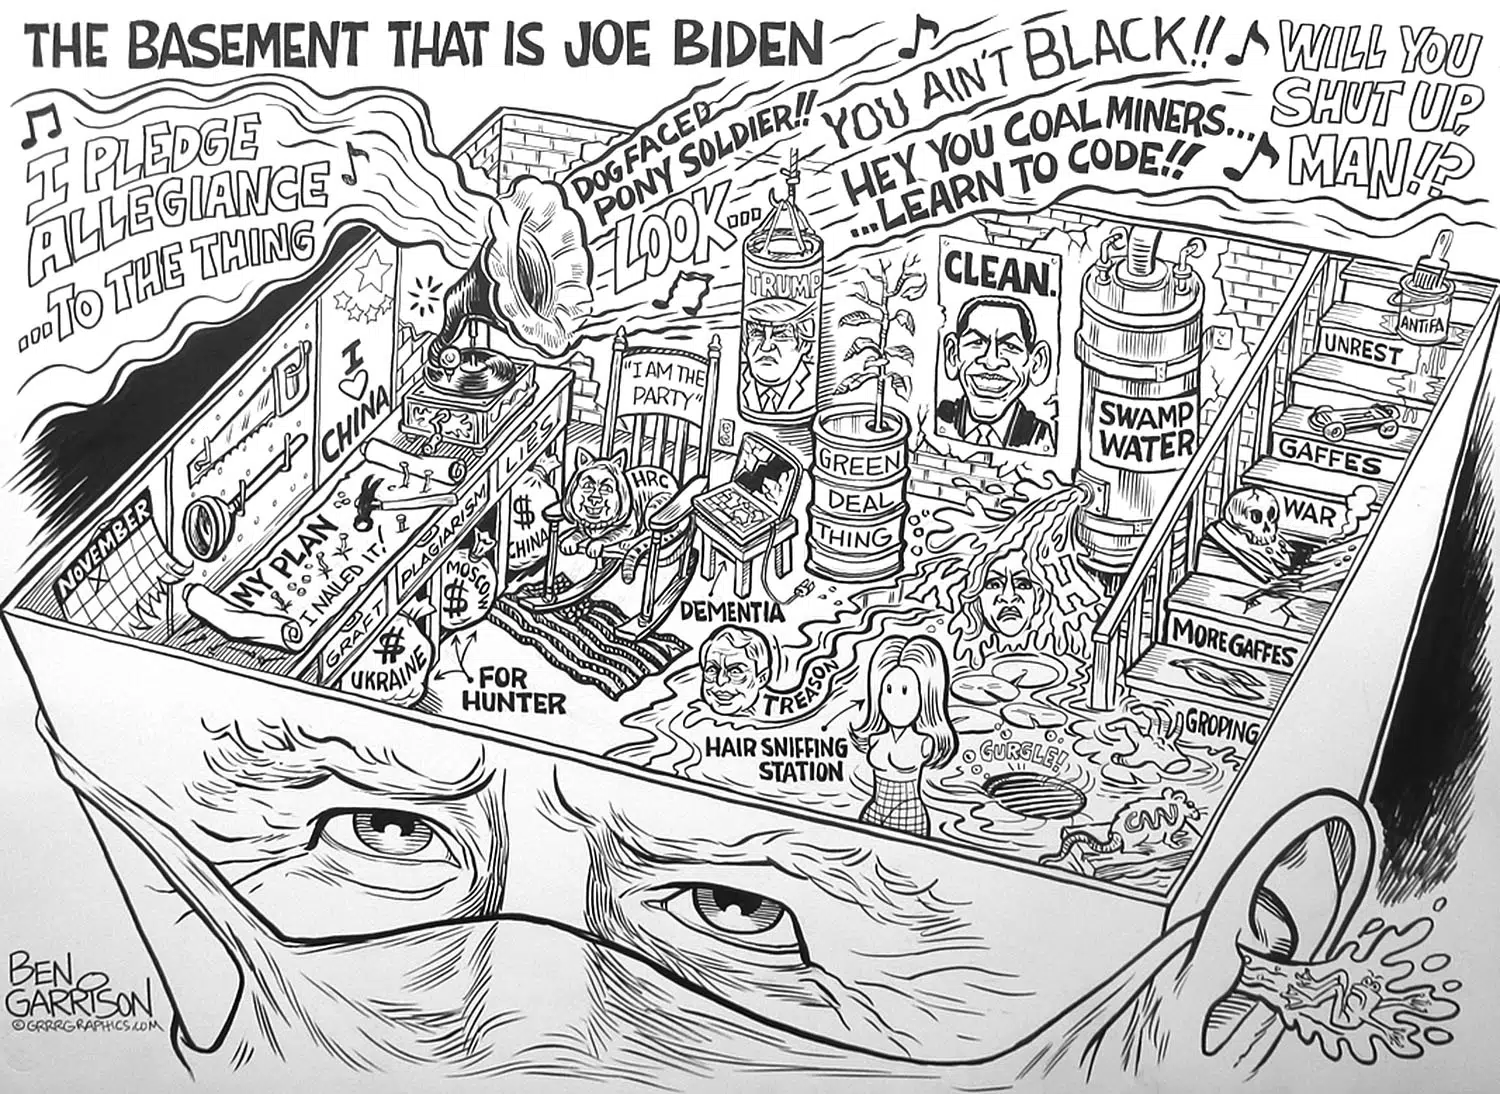 THE BASEMENT THAT IS JOE BIDEN
I PLEDGE
ALLEGIANCE
...TO THE THING
DOG FACED
PONY SOLDIER!!
LOOK...
YOU AIN'T BLACK!!
HEY YOU COAL MINERS...
...LEARN TO CODE!!
WILL YOU
SHUT UP,
MAN!?
I
CHINA
NOVEMBER
MY PLAN
I NAILED IT!
LIES
PLAGIARISM
GRAFT
$
CHINA
MOSCOW
$
$
UKRAINE
FOR
HUNTER
"I AM THE
PARTY"
HRC
DEMENTIA
TRUMP
GREEN
DEAL
THING
CLEAN.
SWAMP
WATER
KAMALA
TREASON
HAIR SNIFFING
STATION
GURGLE!
CNN
ANTIFA
UNREST
GAFFES
WAR
MORE GAFFES
GROPING
BEN
GARRISON
© GRRRGRAPHICS.COM